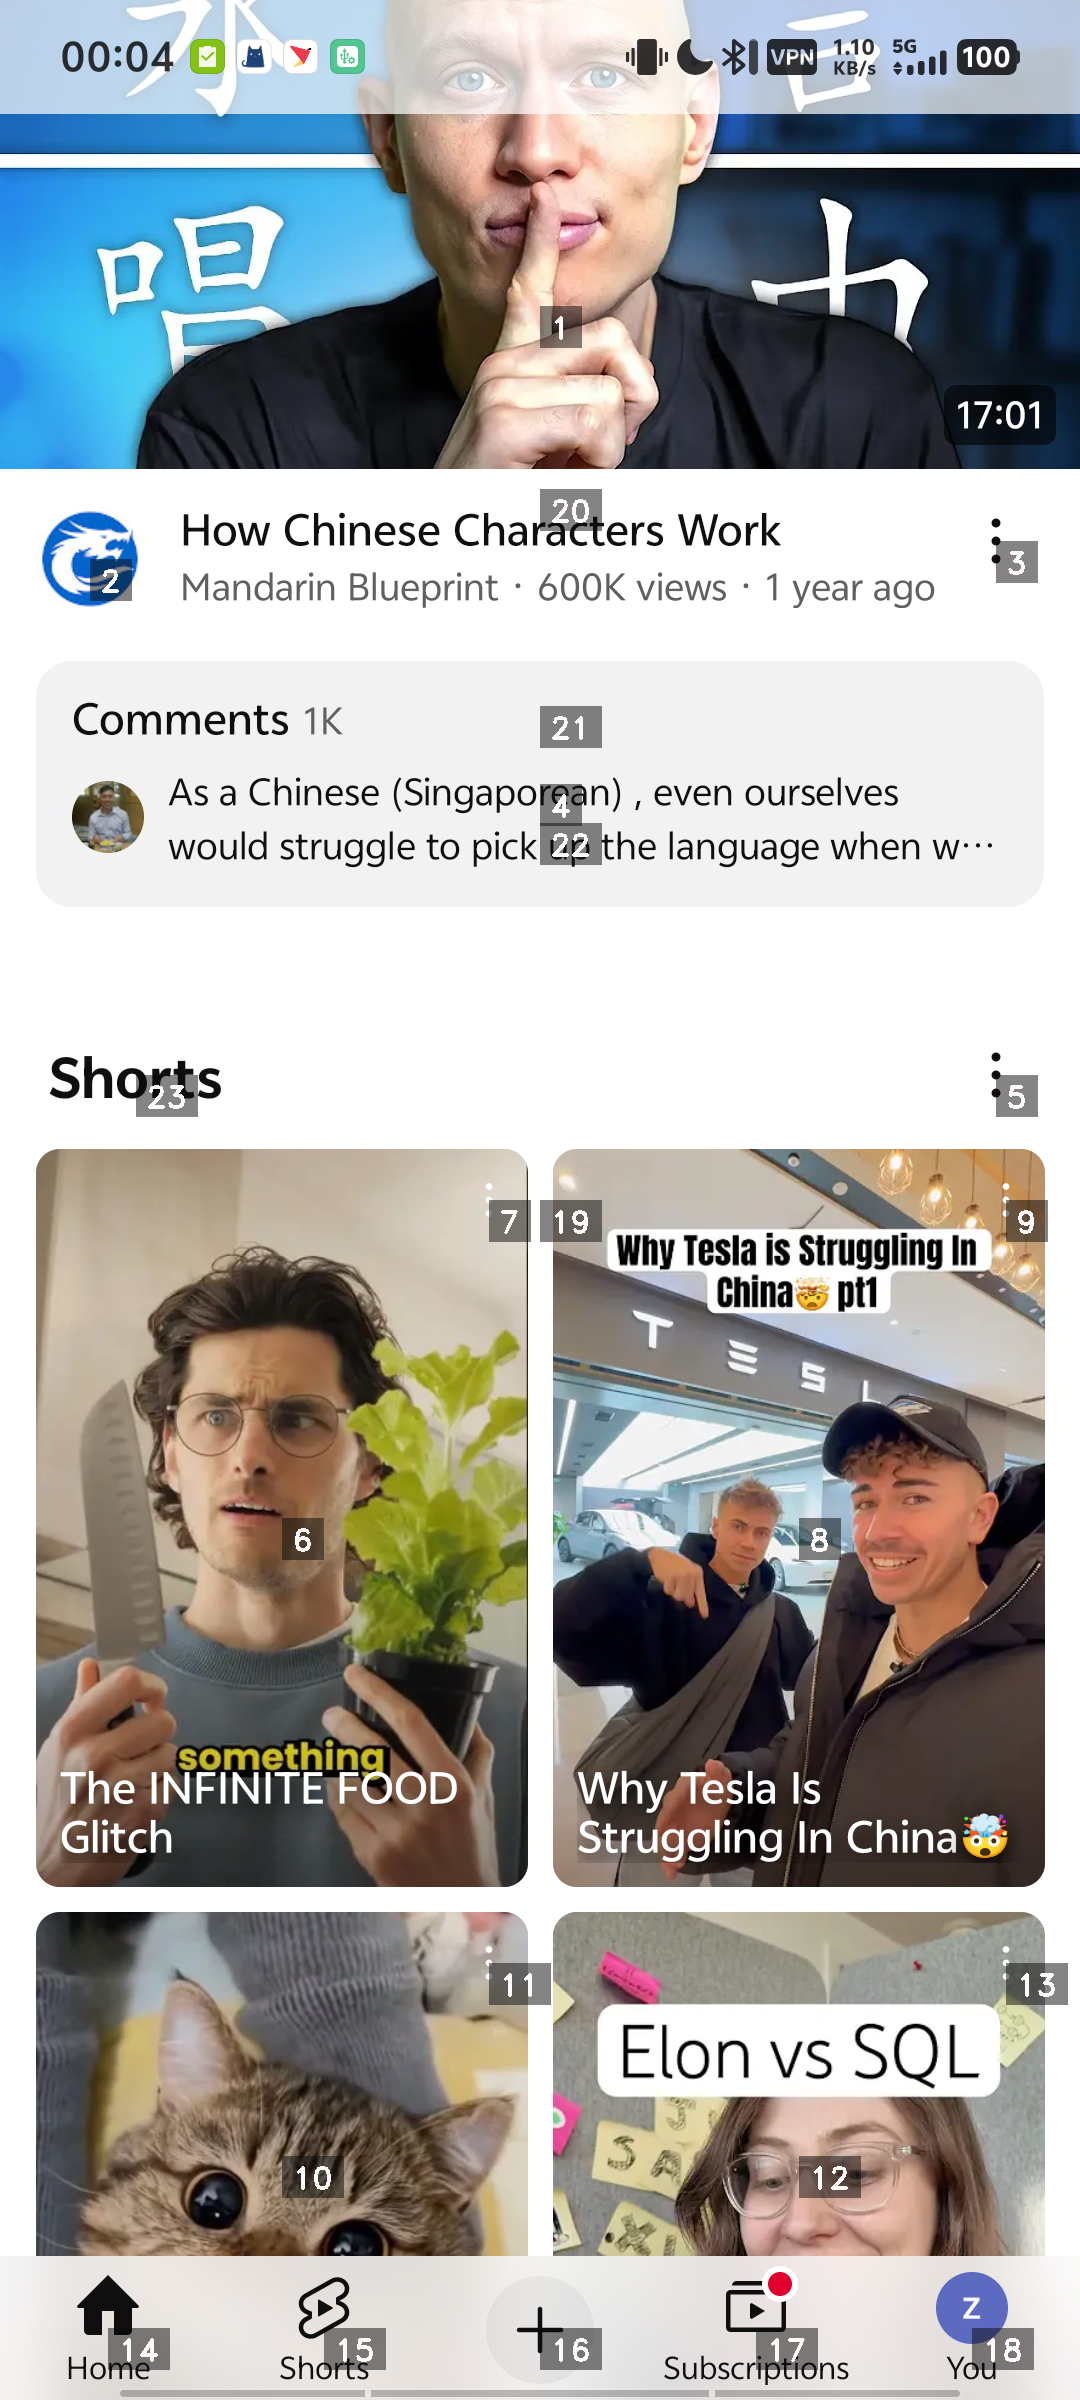 00:04
VPN
1.10
KB/s
5G
100
唱
1
17:01
20
How Chinese Characters Work
2
3
Mandarin Blueprint · 600K views · 1 year ago
Comments 1K
21
As a Chinese (Singaporean) , even ourselves
4
would struggle to pick up the language when w…
22
Shorts
23
5
7
19
9
Why Tesla is Struggling In
China🤯 pt1
TESL
6
8
something
The INFINITE FOOD
Glitch
Why Tesla Is
Struggling In China🤯
11
13
Elon vs SQL
10
12
Home
14
Shorts
15
16
Subscriptions
17
Z
You
18